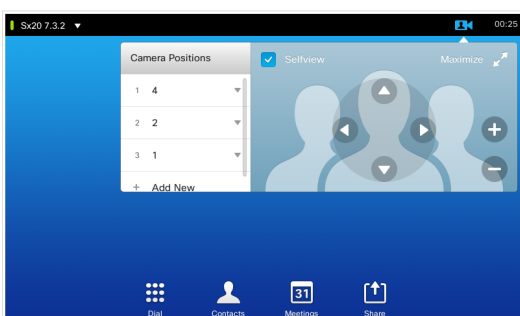 Sx20 7.3.2
00:25
Camera Positions
Selfview
Maximize
1 4
2 2
3 1
+ Add New
31
Dial
Contacts
Meetings
Share